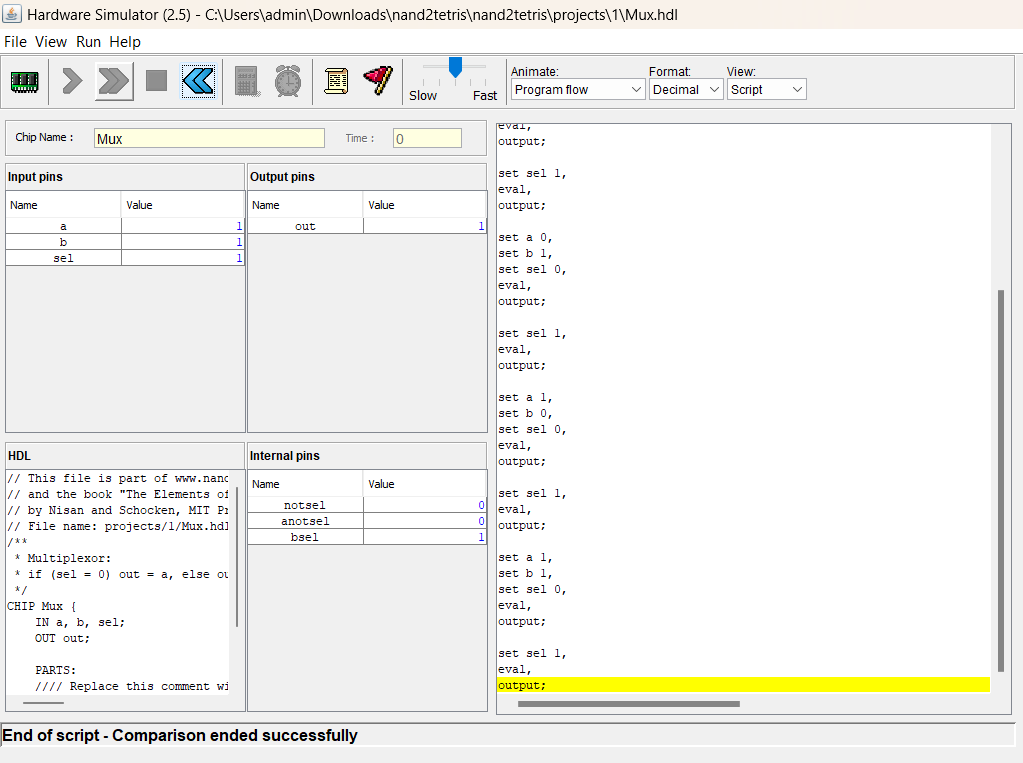 Hardware Simulator (2.5) - C:\Users\admin\Downloads\nand2tetris\nand2tetris\projects\1\Mux.hdl
File View Run Help
Slow Fast
Animate: Format: View:
Program flow Decimal Script
Chip Name : Mux Time : 0
Input pins
Name Value
a 1
b 1
sel 1
Output pins
Name Value
out 1
HDL
// This file is part of www.nand
// and the book "The Elements of
// by Nisan and Schocken, MIT Pr
// File name: projects/1/Mux.hdl
/**
* Multiplexor:
* if (sel = 0) out = a, else ou
*/
CHIP Mux {
IN a, b, sel;
OUT out;
PARTS:
//// Replace this comment wi
Internal pins
Name Value
notsel 0
anotsel 0
bsel 1
eval,
output;
set sel 1,
eval,
output;
set a 0,
set b 1,
set sel 0,
eval,
output;
set sel 1,
eval,
output;
set a 1,
set b 0,
set sel 0,
eval,
output;
set sel 1,
eval,
output;
set a 1,
set b 1,
set sel 0,
eval,
output;
set sel 1,
eval,
output;
End of script - Comparison ended successfully